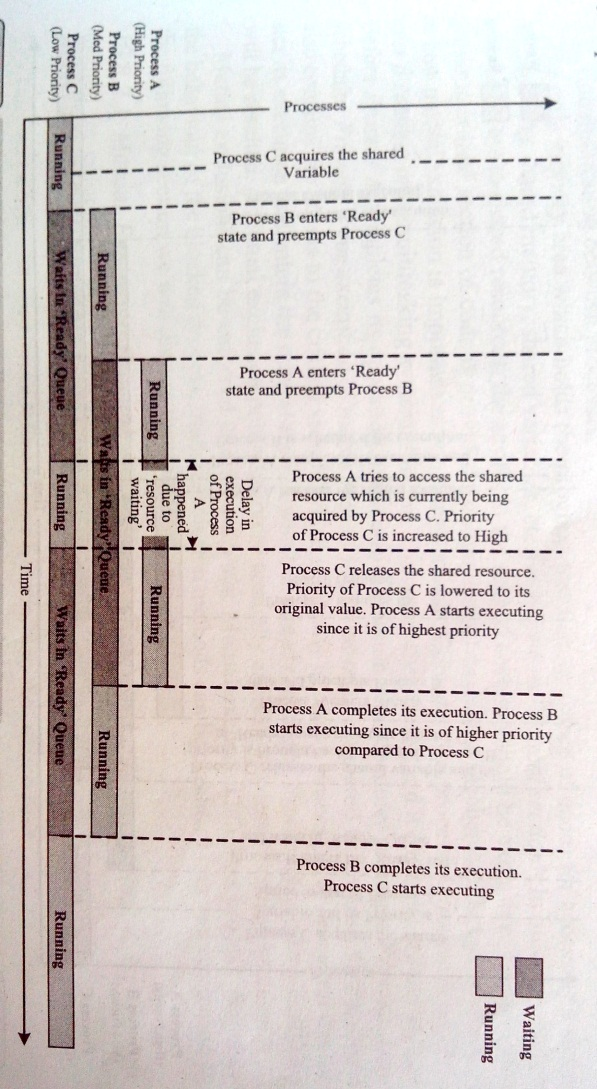 Process A
(High Priority)
Process B
(Med Priority)
Process C
(Low Priority)
Processes
Process C acquires the shared
Variable
Process B enters ‘Ready’
state and preempts Process C
Process A enters ‘Ready’
state and preempts Process B
Process A tries to access the shared
resource which is currently being
acquired by Process C. Priority
of Process C is increased to High
Process C releases the shared resource.
Priority of Process C is lowered to its
original value. Process A starts executing
since it is of highest priority
Process A completes its execution. Process B
starts executing since it is of higher priority
compared to Process C
Process B completes its execution.
Process C starts executing
Delay in
execution
of Process
A
happened
due to
‘resource
waiting’
Running
Running
Running
Waits in ‘Ready’ Queue
Running
Running
Waits in ‘Ready’ Queue
Running
Waits in ‘Ready’ Queue
Running
Time
Waiting
Running